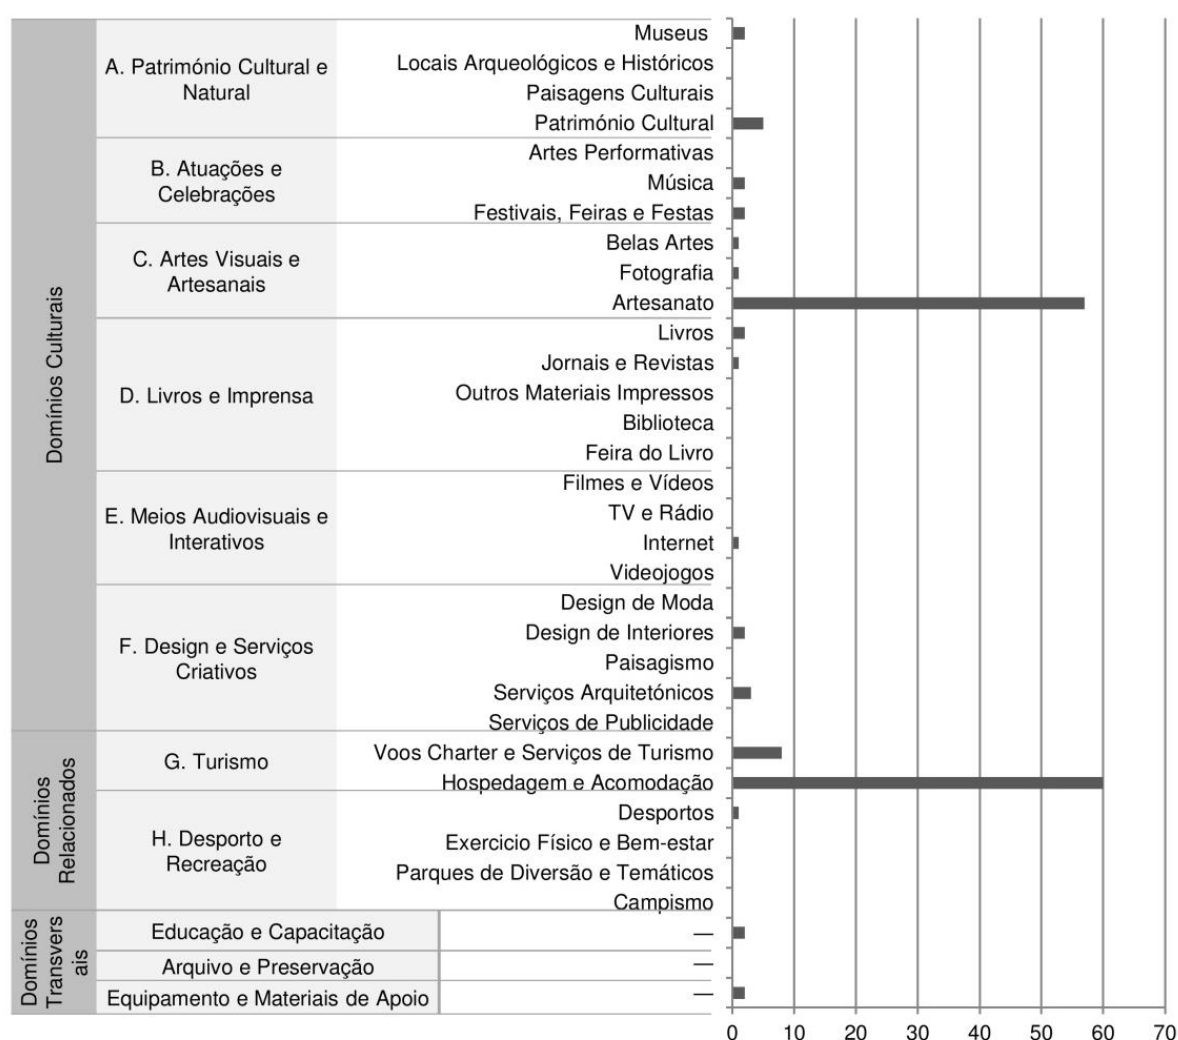 Domínios Culturais
A. Património Cultural e
Natural
Museus
Locais Arqueológicos e Históricos
Paisagens Culturais
Património Cultural
B. Atuações e
Celebrações
Artes Performativas
Música
Festivais, Feiras e Festas
C. Artes Visuais e
Artesanais
Belas Artes
Fotografia
Artesanato
D. Livros e Imprensa
Livros
Jornais e Revistas
Outros Materiais Impressos
Biblioteca
Feira do Livro
E. Meios Audiovisuais e
Interativos
Filmes e Vídeos
TV e Rádio
Internet
Videojogos
F. Design e Serviços
Criativos
Design de Moda
Design de Interiores
Paisagismo
Serviços Arquitetónicos
Serviços de Publicidade
Domínios
Relacionados
G. Turismo
Voos Charter e Serviços de Turismo
Hospedagem e Acomodação
H. Desporto e
Recreação
Desportos
Exercicio Físico e Bem-estar
Parques de Diversão e Temáticos
Campismo
Domínios
Transvers
ais
Educação e Capacitação —
Arquivo e Preservação —
Equipamento e Materiais de Apoio —
0 10 20 30 40 50 60 70